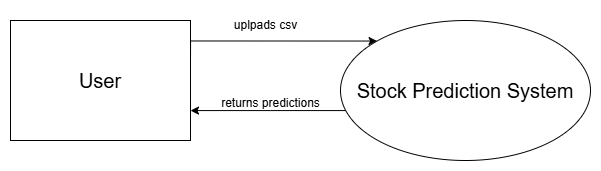 uplpads csv
User
Stock Prediction System
returns predictions